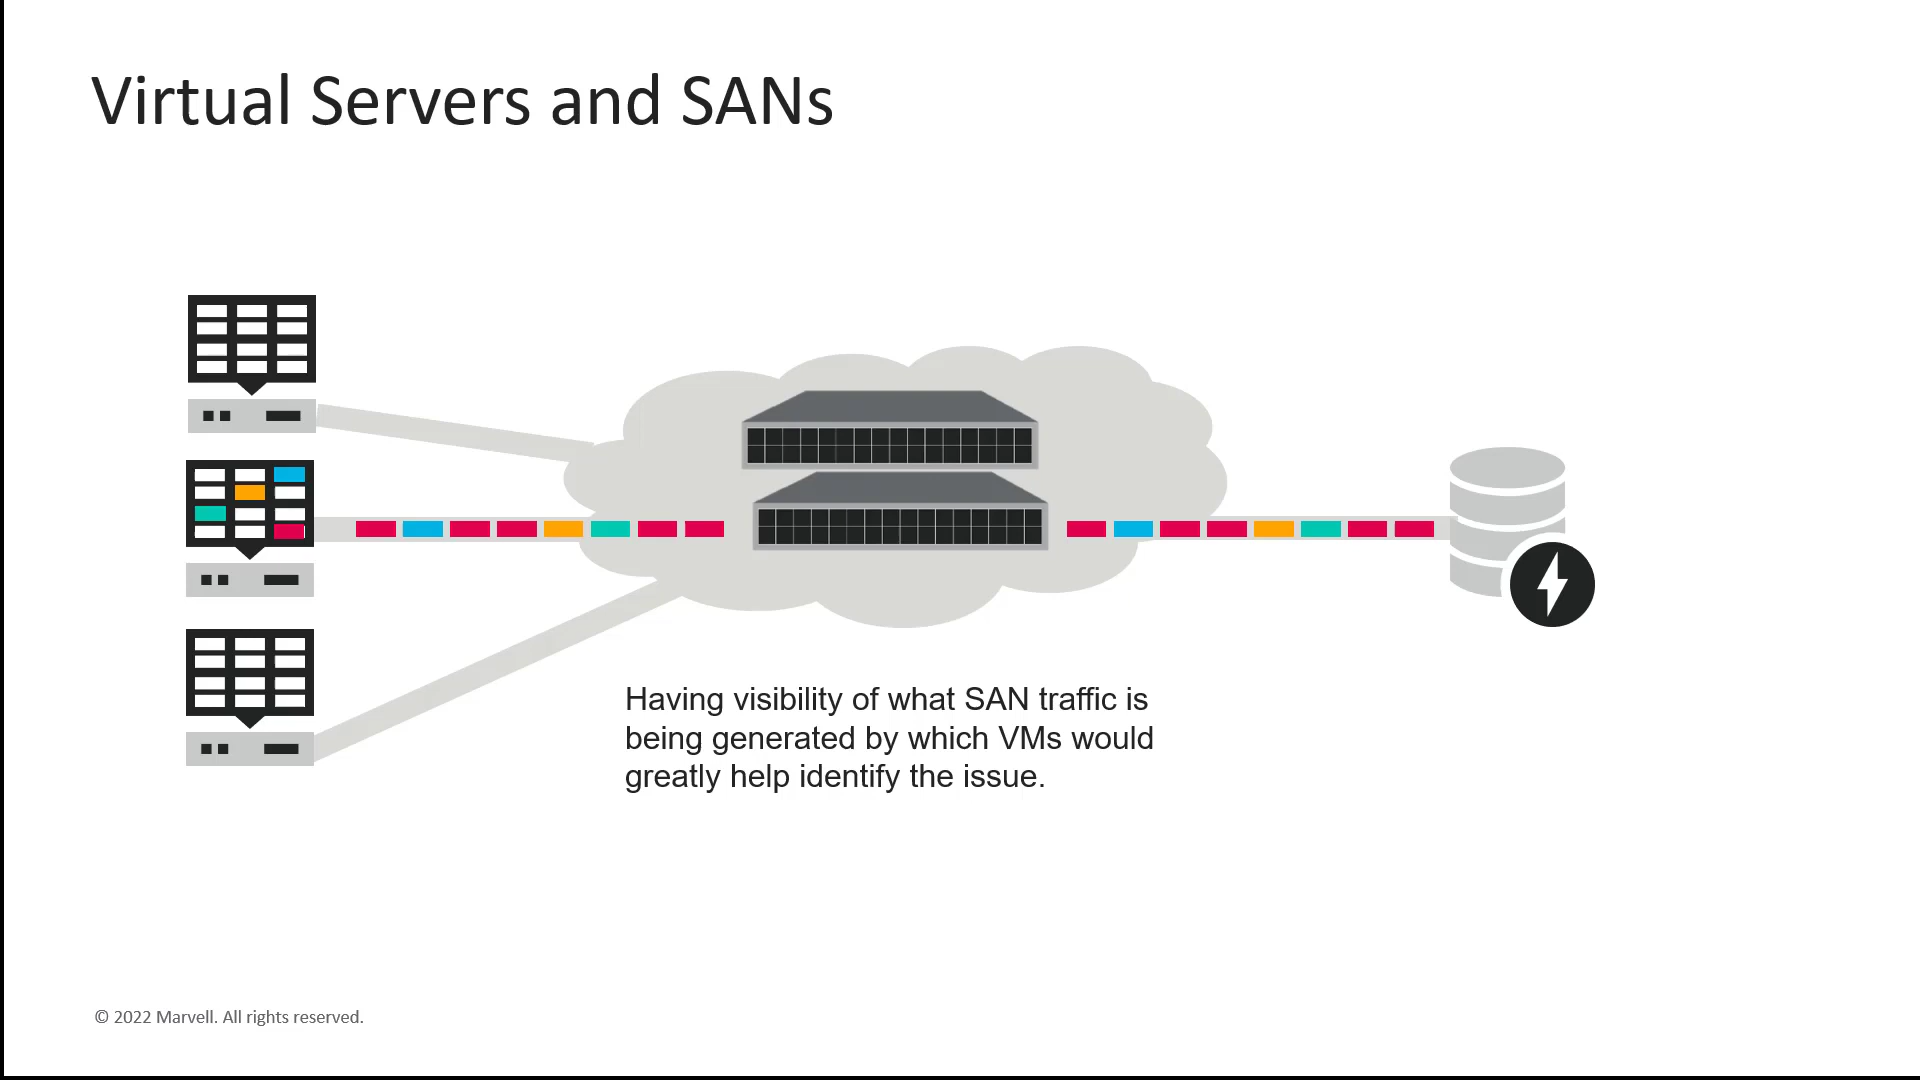 Virtual Servers and SANs
Having visibility of what SAN traffic is
being generated by which VMs would
greatly help identify the issue.
© 2022 Marvell. All rights reserved.